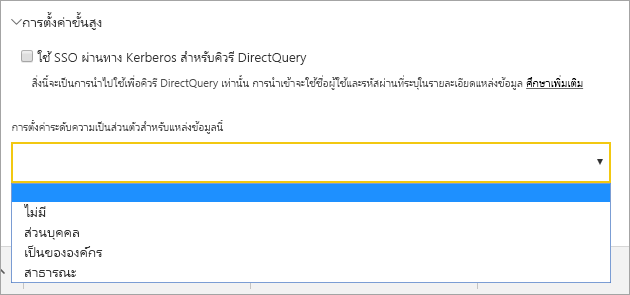 การตั้งค่าขั้นสูง
ใช้ SSO ผ่านทาง Kerberos สำหรับคิวรี DirectQuery
สิ่งนี้จะเป็นการนำไปใช้เพื่อคิวรี DirectQuery เท่านั้น การนำเข้าจะใช้ชื่อผู้ใช้และรหัสผ่านที่ระบุในรายละเอียดแหล่งข้อมูล ศึกษาเพิ่มเติม
การตั้งค่าระดับความเป็นส่วนตัวสำหรับแหล่งข้อมูลนี้
ไม่มี
ส่วนบุคคล
เป็นขององค์กร
สาธารณะ